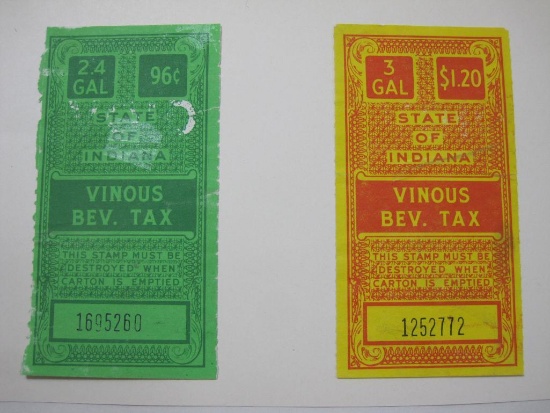 2.4 GAL
96¢
STATE
OF
INDIANA
VINOUS
BEV. TAX
THIS STAMP MUST BE
DESTROYED WHEN
CARTON IS EMPTIED
1695260
3 GAL
$1.20
STATE
OF
INDIANA
VINOUS
BEV. TAX
THIS STAMP MUST BE
DESTROYED WHEN
CARTON IS EMPTIED
1252772